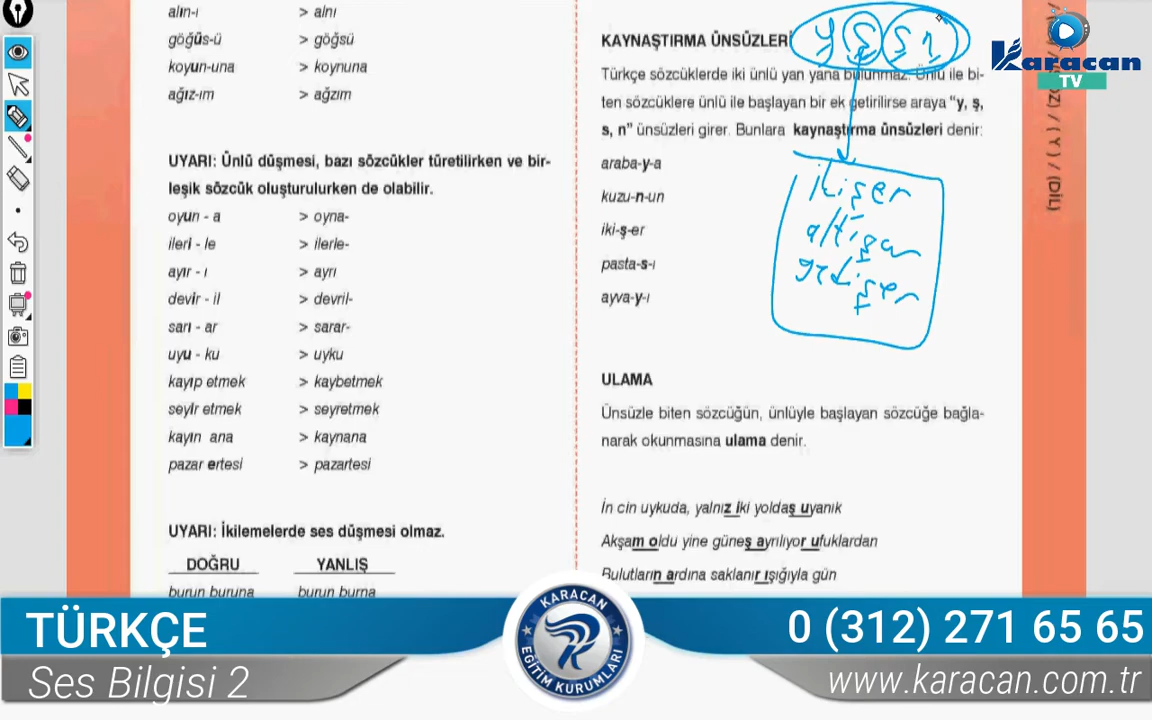 alın-ı > alnı
göğüs-ü > göğsü
koyun-una > koynuna
ağız-ım > ağzım
UYARI: Ünlü düşmesi, bazı sözcükler türetilirken ve bir-
leşik sözcük oluşturulurken de olabilir.
oyun - a > oyna-
ileri - le > ilerle-
ayır - ı > ayrı
devir - il > devril-
sarı - ar > sarar-
uyu - ku > uyku
kayıp etmek > kaybetmek
seyir etmek > seyretmek
kayın ana > kaynana
pazar ertesi > pazartesi
UYARI: İkilemelerde ses düşmesi olmaz.
DOĞRU YANLIŞ
burun buruna burun burna
KAYNAŞTIRMA ÜNSÜZLERİ y ş s n
Türkçe sözcüklerde iki ünlü yan yana bulunmaz. Ünlü ile bi-
ten sözcüklere ünlü ile başlayan bir ek getirilirse araya "y, ş,
s, n" ünsüzleri girer. Bunlara kaynaştırma ünsüzleri denir:
araba-y-a
kuzu-n-un
iki-ş-er
pasta-s-ı
ayva-y-ı
ikişer
altışar
yedişer
ULAMA
Ünsüzle biten sözcüğün, ünlüyle başlayan sözcüğe bağla-
narak okunmasına ulama denir.
İn cin uykuda, yalnız iki yoldaş uyanık
Akşam oldu yine güneş ayrılıyor ufuklardan
Bulutların ardına saklanır ışığıyla gün
Karacan
TV
/ ( Y ) / (DİL)
TÜRKÇE
Ses Bilgisi 2
KARACAN
EĞİTİM KURUMLARI
0 (312) 271 65 65
www.karacan.com.tr